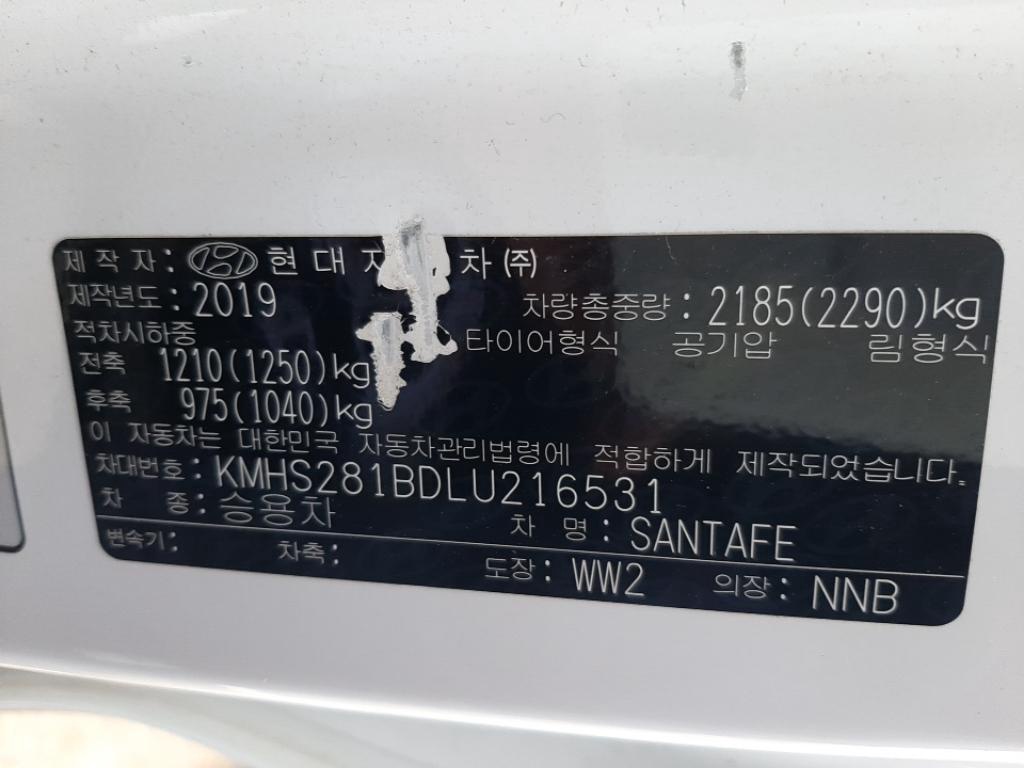 제작자: 현대자 차(주)
제작년도: 2019 차량총중량: 2185(2290)kg
적차시하중 타이어형식 공기압 림형식
전축 1210(1250)kg
후축 975(1040)kg
이 자동차는 대한민국 자동차관리법령에 적합하게 제작되었습니다.
차대번호: KMHS281BDLU216531
차 종: 승용차 차 명: SANTAFE
변속기: 차축: 도장: WW2 의장: NNB